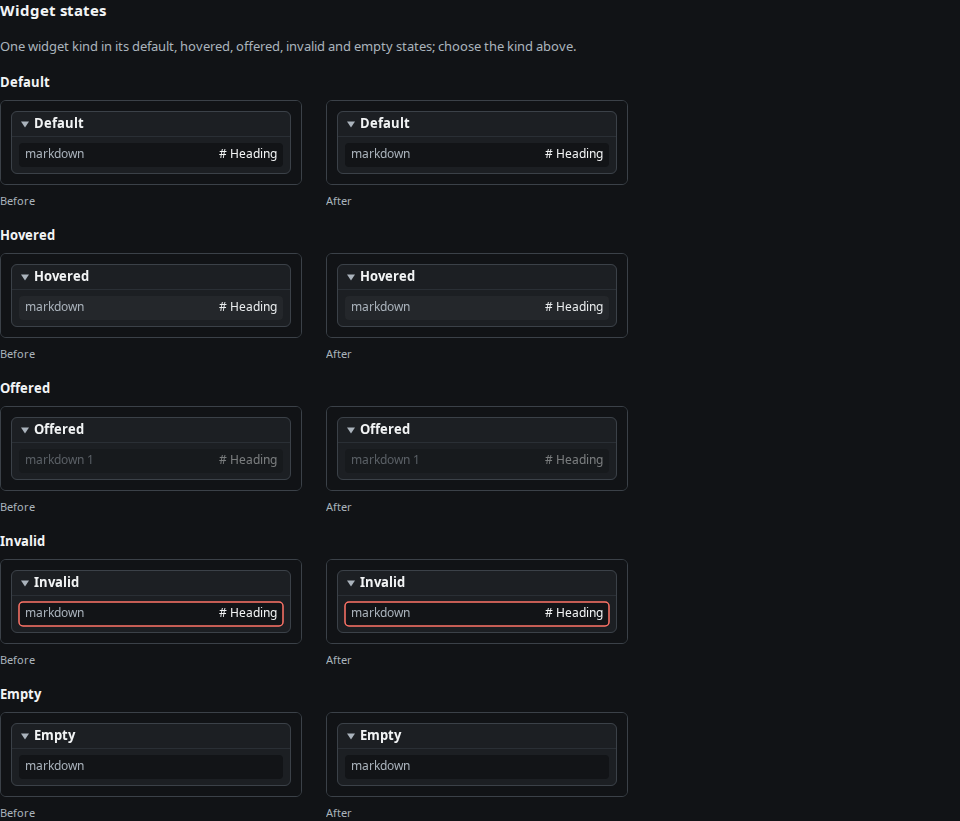 Widget states
One widget kind in its default, hovered, offered, invalid and empty states; choose the kind above.
Default
Default
markdown # Heading
Before
Default
markdown # Heading
After
Hovered
Hovered
markdown # Heading
Before
Hovered
markdown # Heading
After
Offered
Offered
markdown 1 # Heading
Before
Offered
markdown 1 # Heading
After
Invalid
Invalid
markdown # Heading
Before
Invalid
markdown # Heading
After
Empty
Empty
markdown
Before
Empty
markdown
After